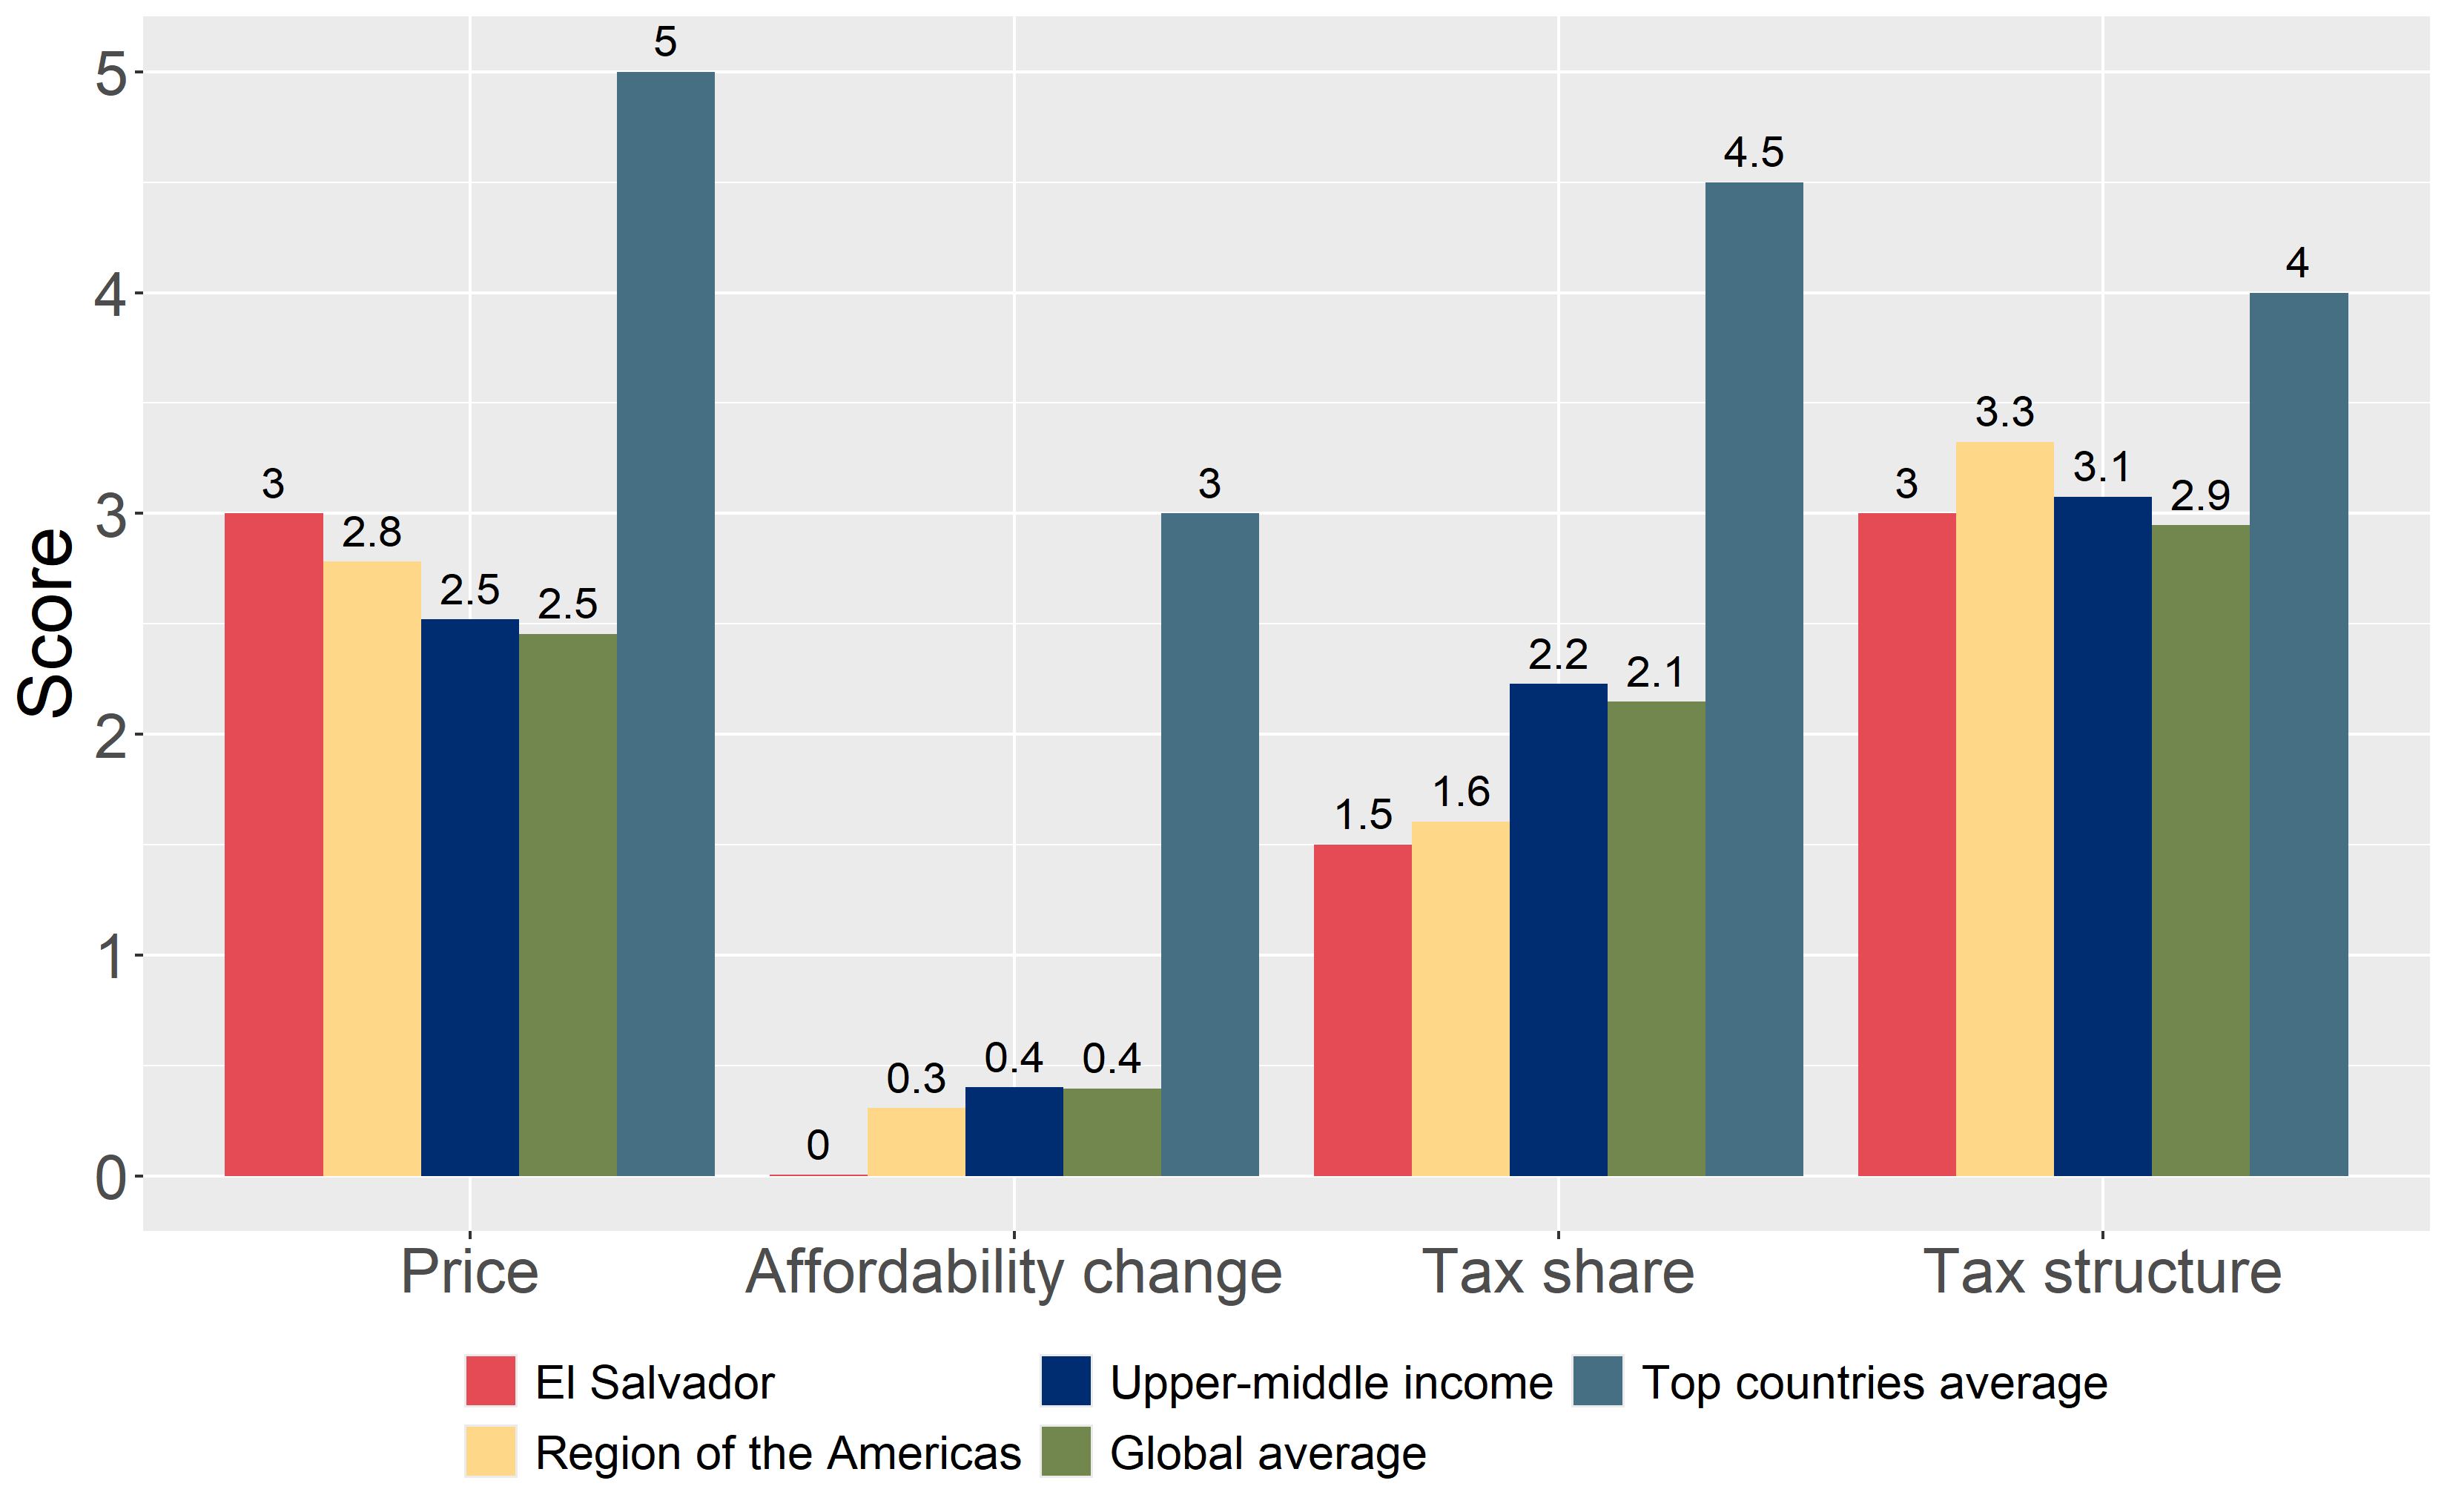 Score
5
4
3
2
1
0
3
2.8
2.5
2.5
5
0
0.3
0.4
0.4
3
1.5
1.6
2.2
2.1
4.5
3
3.3
3.1
2.9
4
Price
Affordability change
Tax share
Tax structure
El Salvador
Upper-middle income
Top countries average
Region of the Americas
Global average